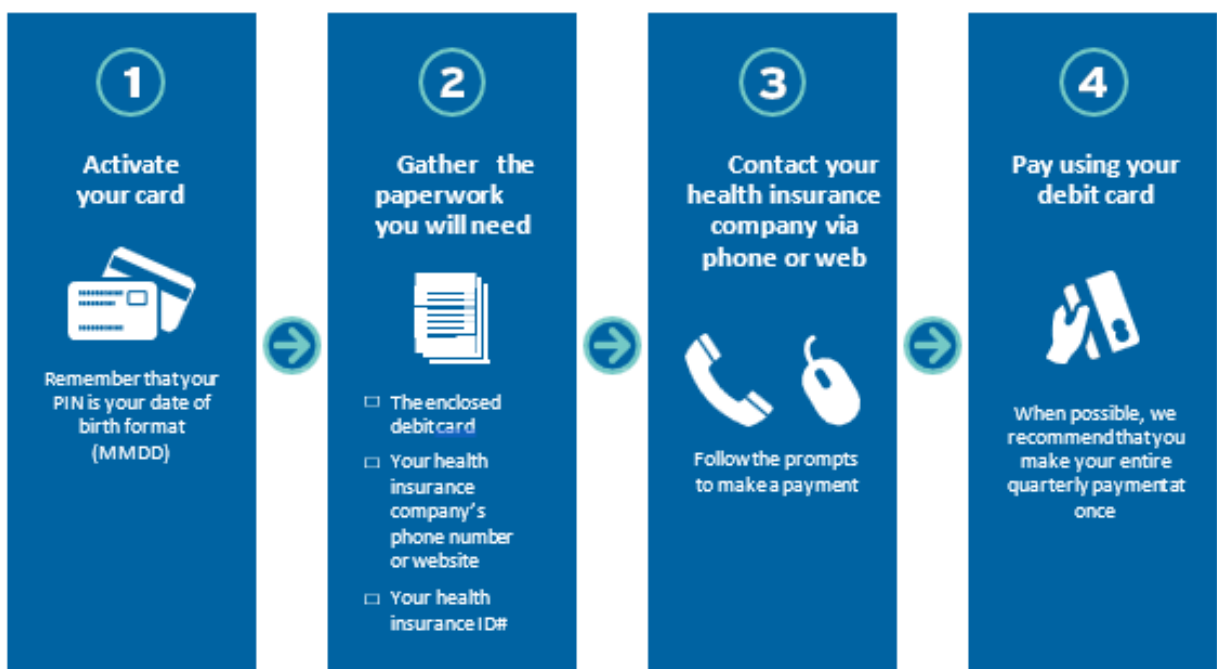 1
Activate
your card
Remember that your
PIN is your date of
birth format
(MMDD)
2
Gather the
paperwork
you will need
☐ The enclosed
debit card
☐ Your health
insurance
company's
phone number
or website
☐ Your health
insurance ID#
3
Contact your
health insurance
company via
phone or web
Follow the prompts
to make a payment
4
Pay using your
debit card
When possible, we
recommend that you
make your entire
quarterly payment at
once